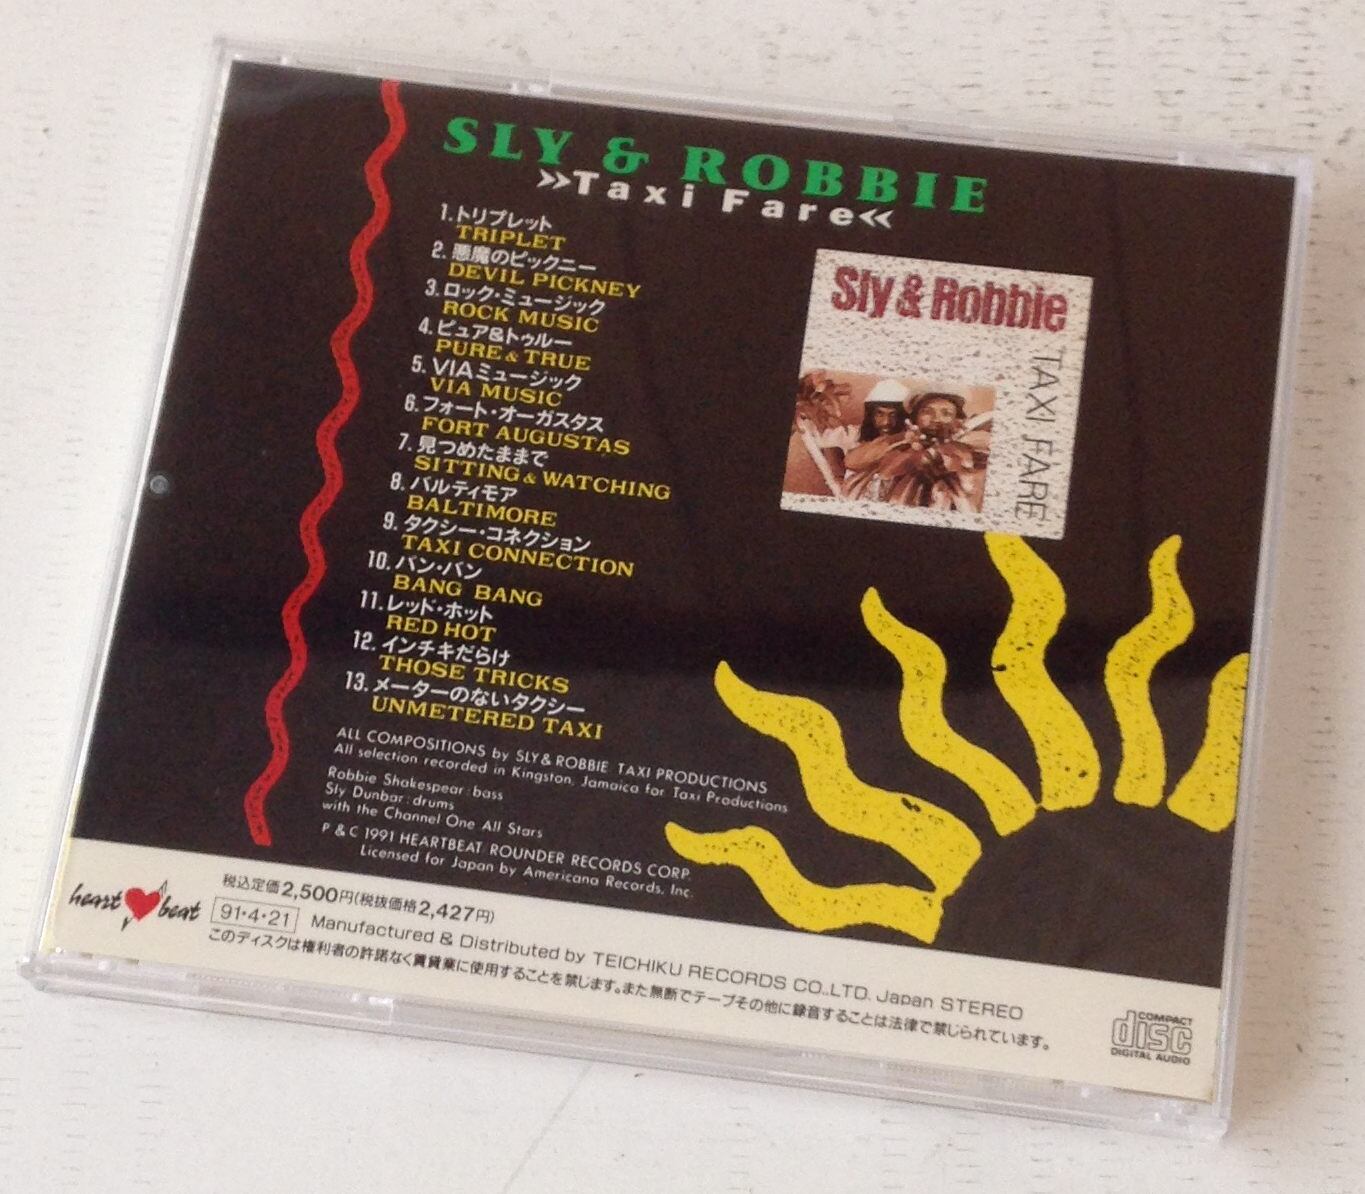 SLY & ROBBIE
»Taxi Fare«
1.トリプレット
TRIPLET
2.悪魔のピックニー
DEVIL PICKNEY
3.ロック・ミュージック
ROCK MUSIC
4.ピュア&トゥルー
PURE & TRUE
5.VIAミュージック
VIA MUSIC
6.フォート・オーガスタス
FORT AUGUSTAS
7.見つめたままで
SITTING & WATCHING
8.バルティモア
BALTIMORE
9.タクシー・コネクション
TAXI CONNECTION
10.バン・バン
BANG BANG
11.レッド・ホット
RED HOT
12.インチキだらけ
THOSE TRICKS
13.メーターのないタクシー
UNMETERED TAXI
Sly & Robbie
TAXI FARE
ALL COMPOSITIONS by SLY & ROBBIE TAXI PRODUCTIONS
All selection recorded in Kingston, Jamaica for Taxi Productions
Robbie Shakespear : bass
Sly Dunbar : drums
with the Channel One All Stars
P & C 1991 HEARTBEAT ROUNDER RECORDS CORP.
Licensed for Japan by Americana Records, Inc.
heart beat
税込定価2,500円(税抜価格2,427円)
91・4・21 Manufactured & Distributed by TEICHIKU RECORDS CO.,LTD. Japan STEREO
このディスクは権利者の許諾なく賃貸業に使用することを禁じます。また無断でテープその他に録音することは法律で禁じられています。
COMPACT
disc
DIGITAL AUDIO